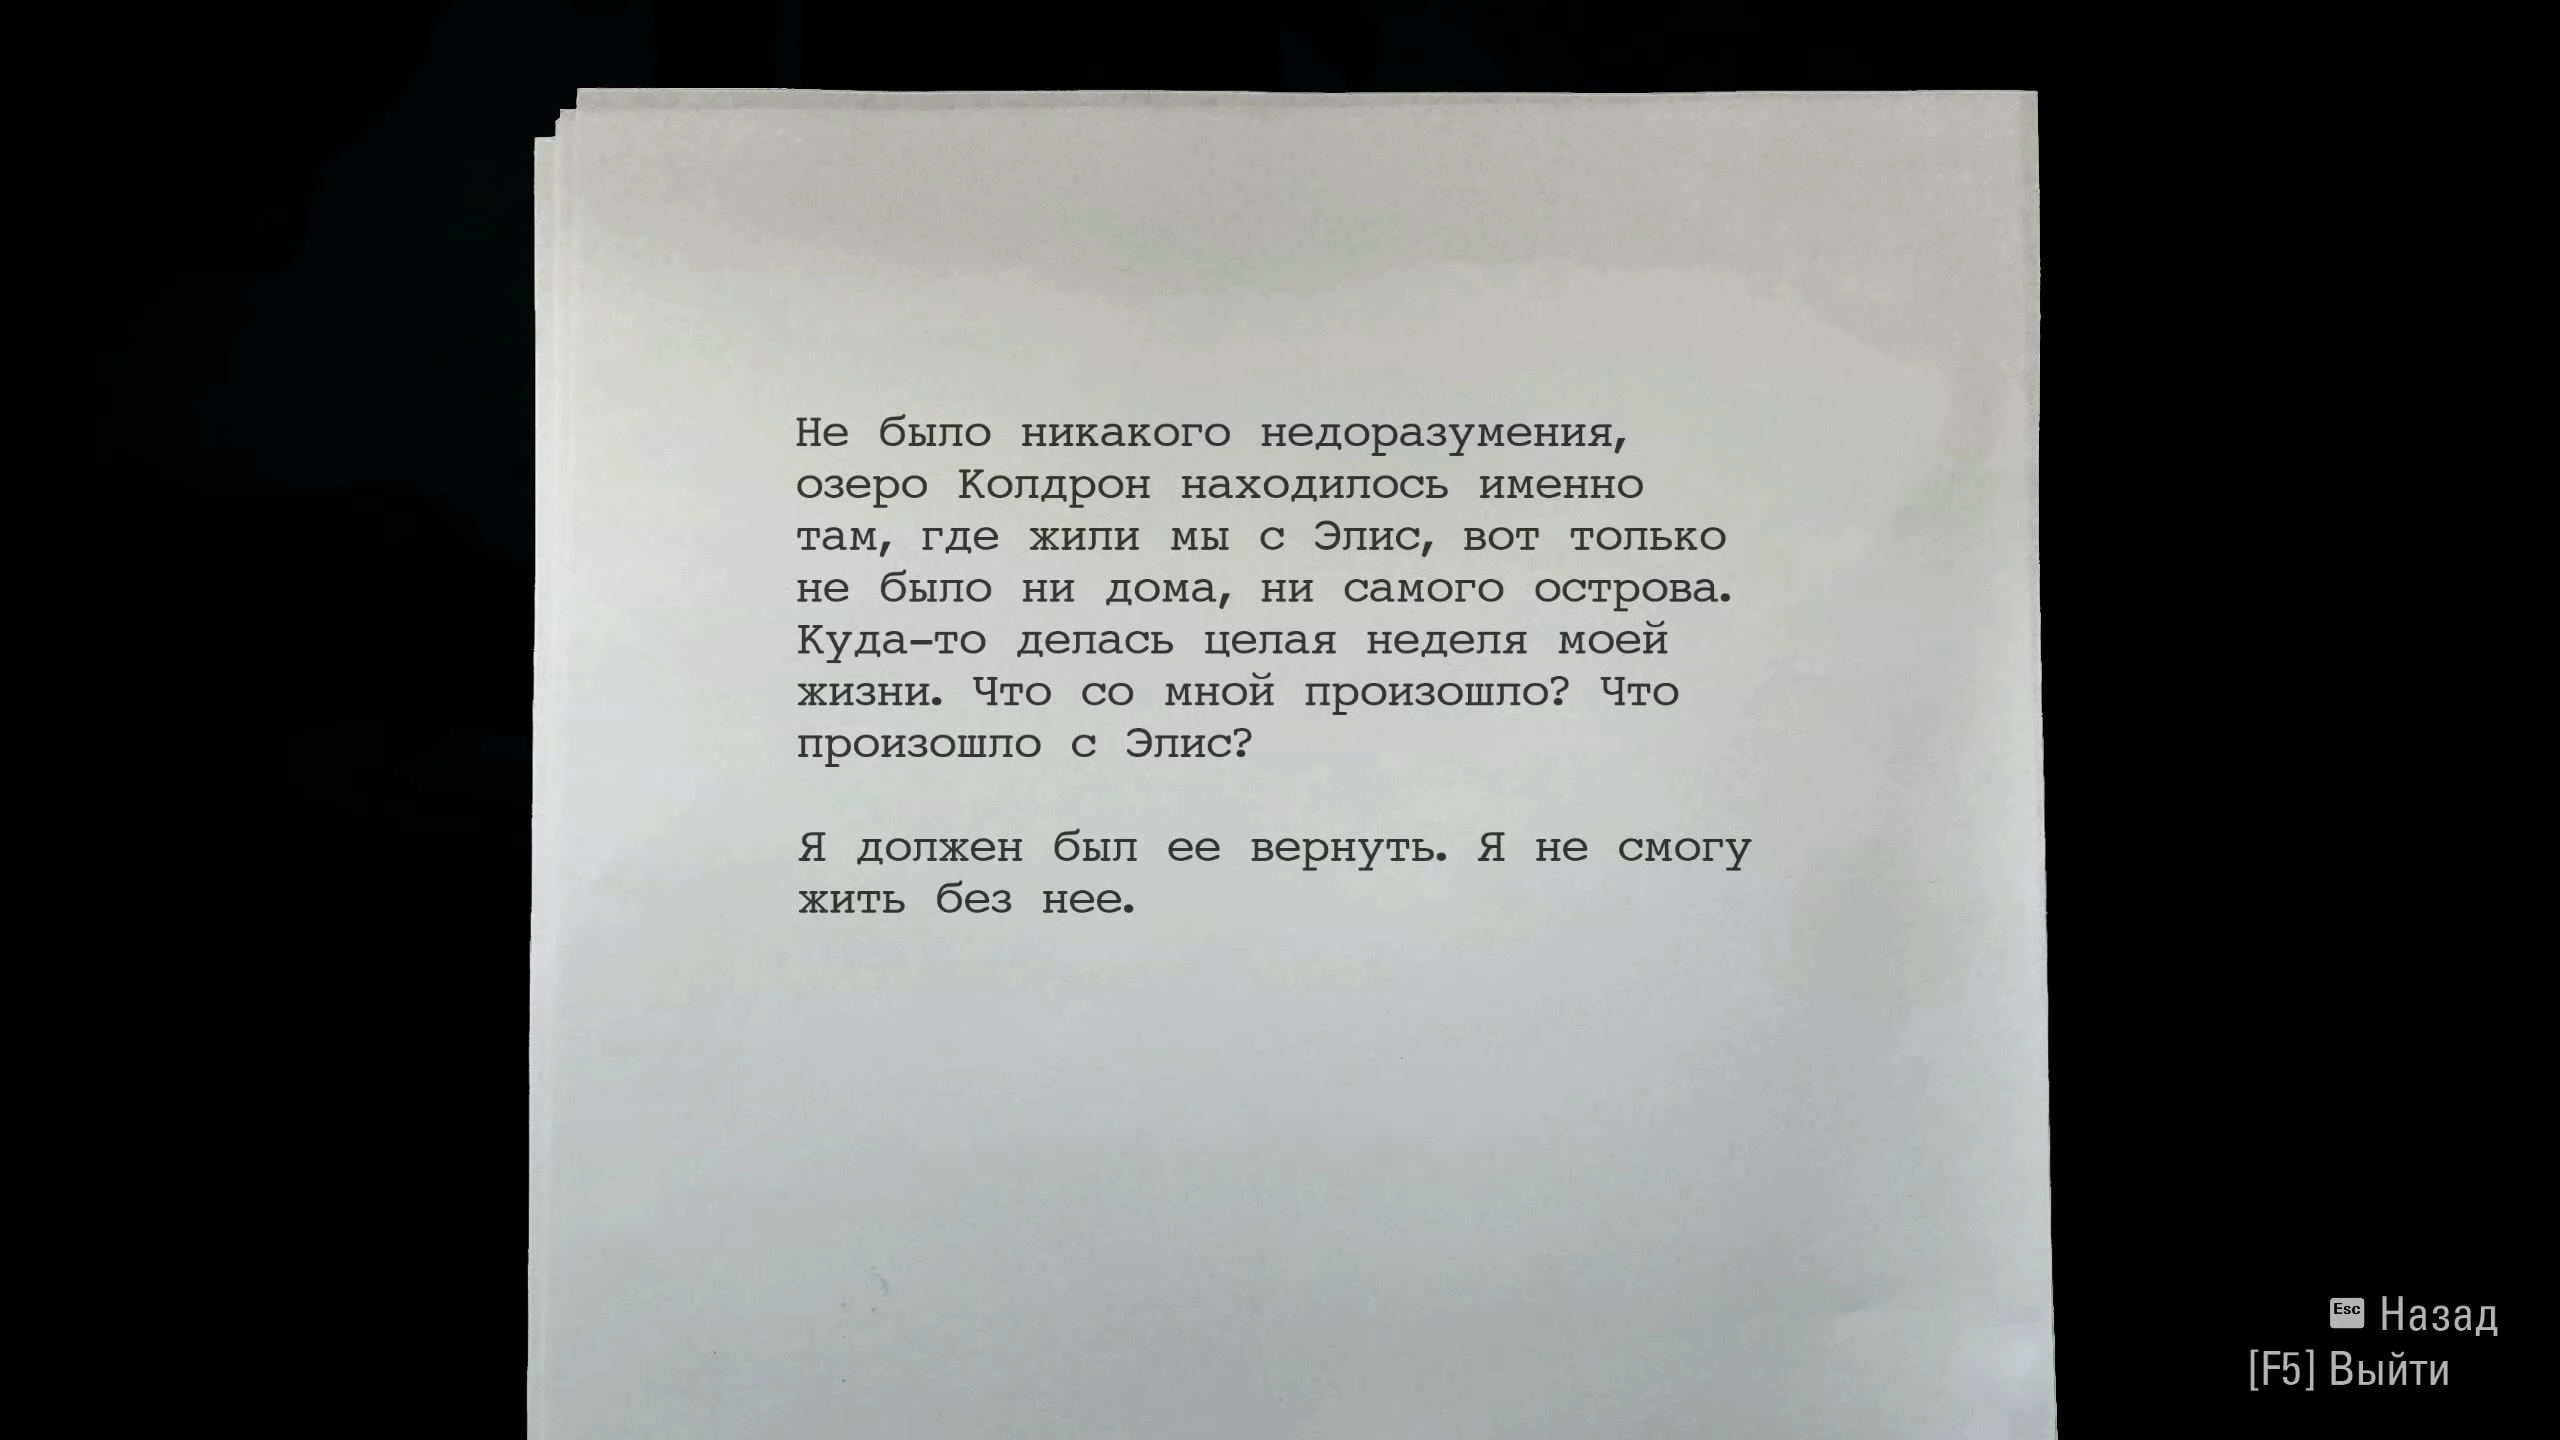 Не было никакого недоразумения,
озеро Колдрон находилось именно
там, где жили мы с Элис, вот только
не было ни дома, ни самого острова.
Куда-то делась целая неделя моей
жизни. Что со мной произошло? Что
произошло с Элис?
Я должен был ее вернуть. Я не смогу
жить без нее.
Esc Назад
[F5] Выйти